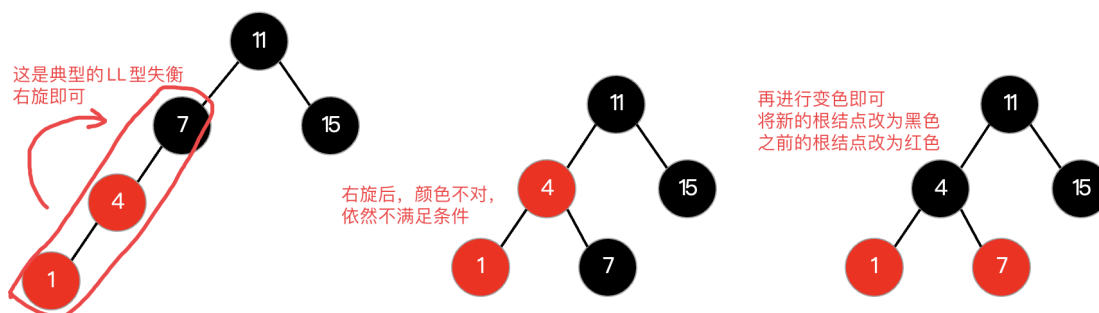 11
这是典型的LL型失衡
右旋即可
7
15
4
1
11
右旋后，颜色不对，
依然不满足条件
4
15
1
7
再进行变色即可
将新的根结点改为黑色
之前的根结点改为红色
11
4
15
1
7